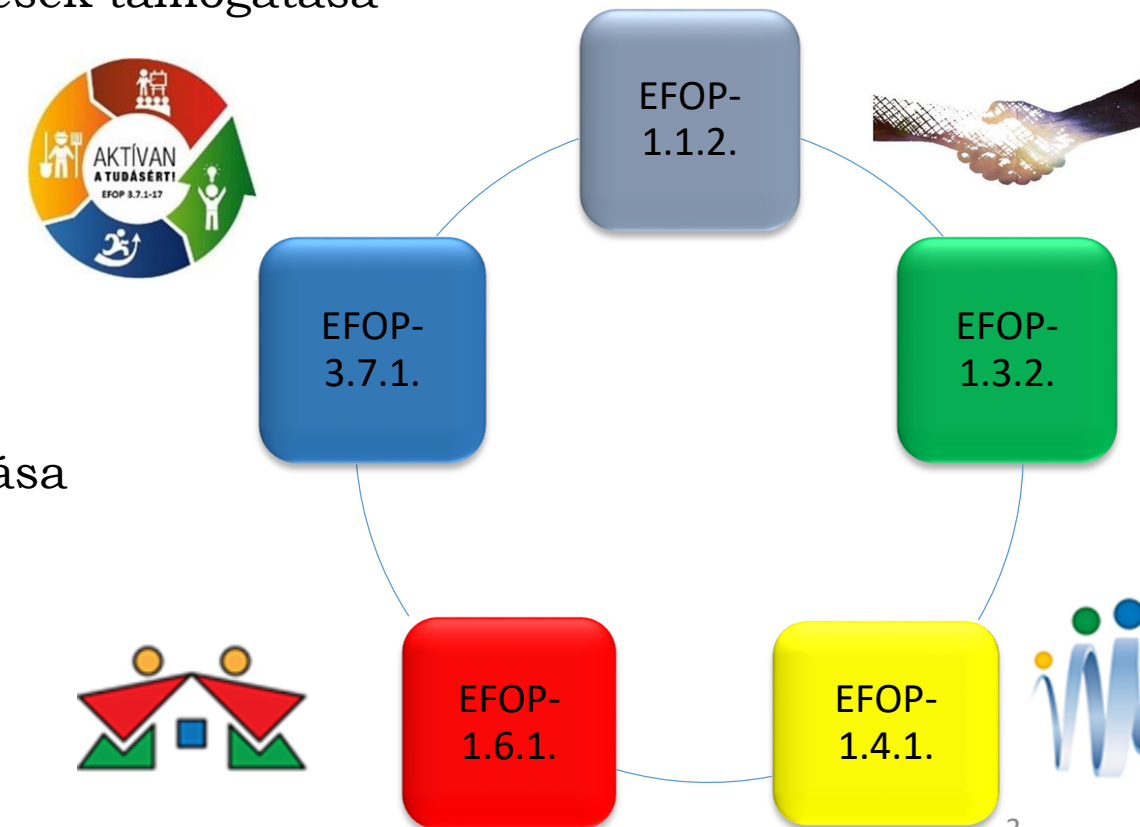 támogatása
EFOP-
1.1.2.
AKTÍVAN
A TUDÁSÉRT!
EFOP 3.7.1-17
EFOP-
3.7.1.
EFOP-
1.3.2.
ása
EFOP-
1.6.1.
EFOP-
1.4.1.